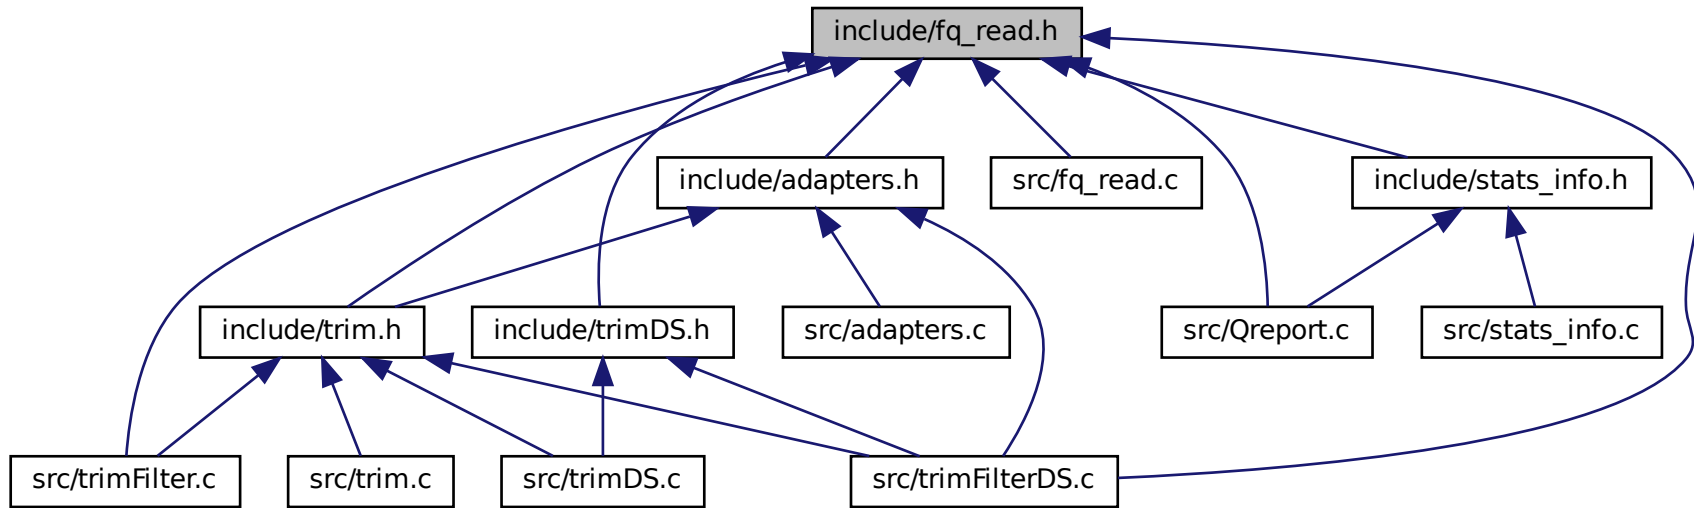 include/fq_read.h
include/adapters.h
src/fq_read.c
include/stats_info.h
include/trim.h
include/trimDS.h
src/adapters.c
src/Qreport.c
src/stats_info.c
src/trimFilter.c
src/trim.c
src/trimDS.c
src/trimFilterDS.c